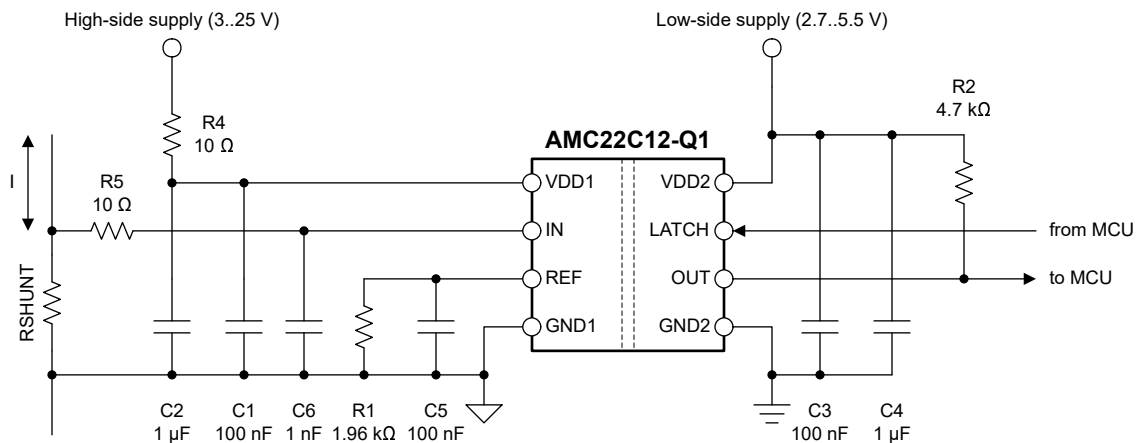 High-side supply (3..25 V)
Low-side supply (2.7..5.5 V)
R4
10 Ω
R2
4.7 kΩ
AMC22C12-Q1
I
R5
10 Ω
VDD1
VDD2
IN
LATCH
from MCU
RSHUNT
REF
OUT
to MCU
GND1
GND2
C2
1 µF
C1
100 nF
C6
1 nF
R1
1.96 kΩ
C5
100 nF
C3
100 nF
C4
1 µF